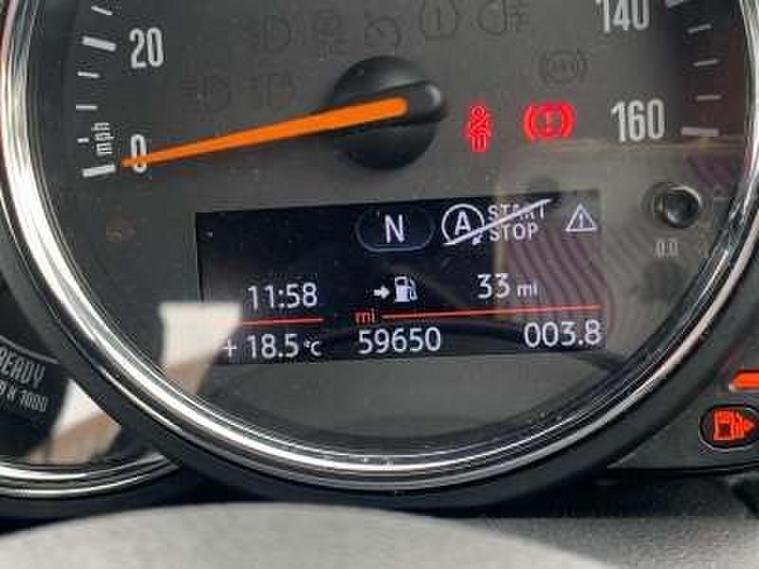 140
20
160
mph
0
N
A START
STOP
0.0
11:58
33 mi
mi
+ 18.5 °C
59650
003.8
READY
X 1000